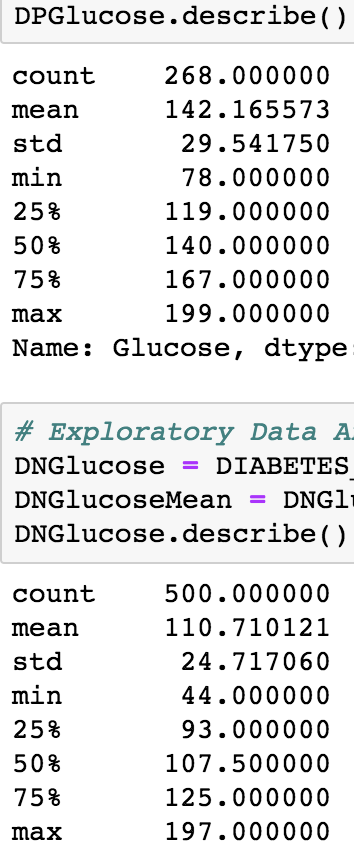 DPGlucose.describe()
count 268.000000
mean 142.165573
std 29.541750
min 78.000000
25% 119.000000
50% 140.000000
75% 167.000000
max 199.000000
Name: Glucose, dtype:
# Exploratory Data A
DNGlucose = DIABETES_
DNGlucoseMean = DNGl
DNGlucose.describe()
count 500.000000
mean 110.710121
std 24.717060
min 44.000000
25% 93.000000
50% 107.500000
75% 125.000000
max 197.000000